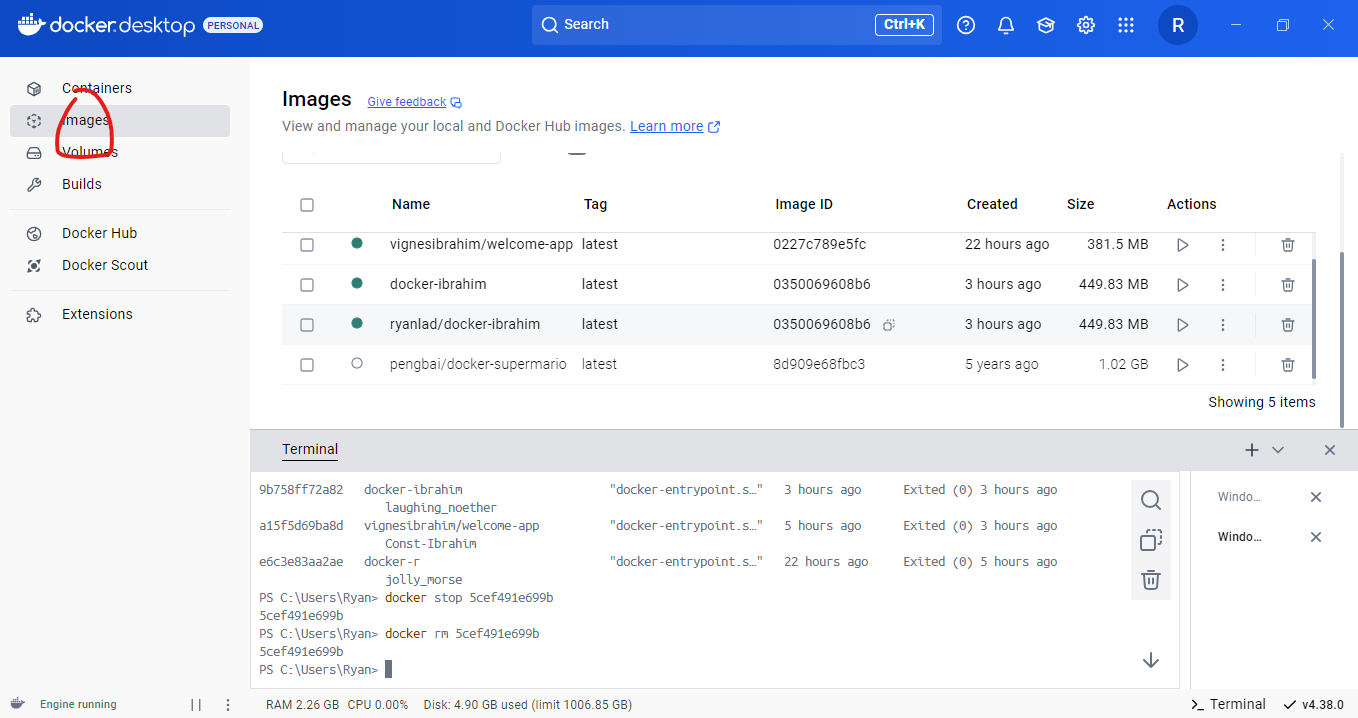 docker.desktop PERSONAL
Search Ctrl+K
R
Containers
Images
Volumes
Builds
Docker Hub
Docker Scout
Extensions
Images Give feedback
View and manage your local and Docker Hub images. Learn more
Name Tag Image ID Created Size Actions
vignesibrahim/welcome-app latest 0227c789e5fc 22 hours ago 381.5 MB
docker-ibrahim latest 0350069608b6 3 hours ago 449.83 MB
ryanlad/docker-ibrahim latest 0350069608b6 3 hours ago 449.83 MB
pengbai/docker-supermario latest 8d909e68fbc3 5 years ago 1.02 GB
Showing 5 items
Terminal
9b758ff72a82 docker-ibrahim "docker-entrypoint.s…" 3 hours ago Exited (0) 3 hours ago
laughing_noether
a15f5d69ba8d vignesibrahim/welcome-app "docker-entrypoint.s…" 5 hours ago Exited (0) 3 hours ago
Const-Ibrahim
e6c3e83aa2ae docker-r "docker-entrypoint.s…" 22 hours ago Exited (0) 5 hours ago
jolly_morse
PS C:\Users\Ryan> docker stop 5cef491e699b
5cef491e699b
PS C:\Users\Ryan> docker rm 5cef491e699b
5cef491e699b
PS C:\Users\Ryan>
Windo...
Windo...
Engine running RAM 2.26 GB CPU 0.00% Disk: 4.90 GB used (limit 1006.85 GB) >_ Terminal v4.38.0